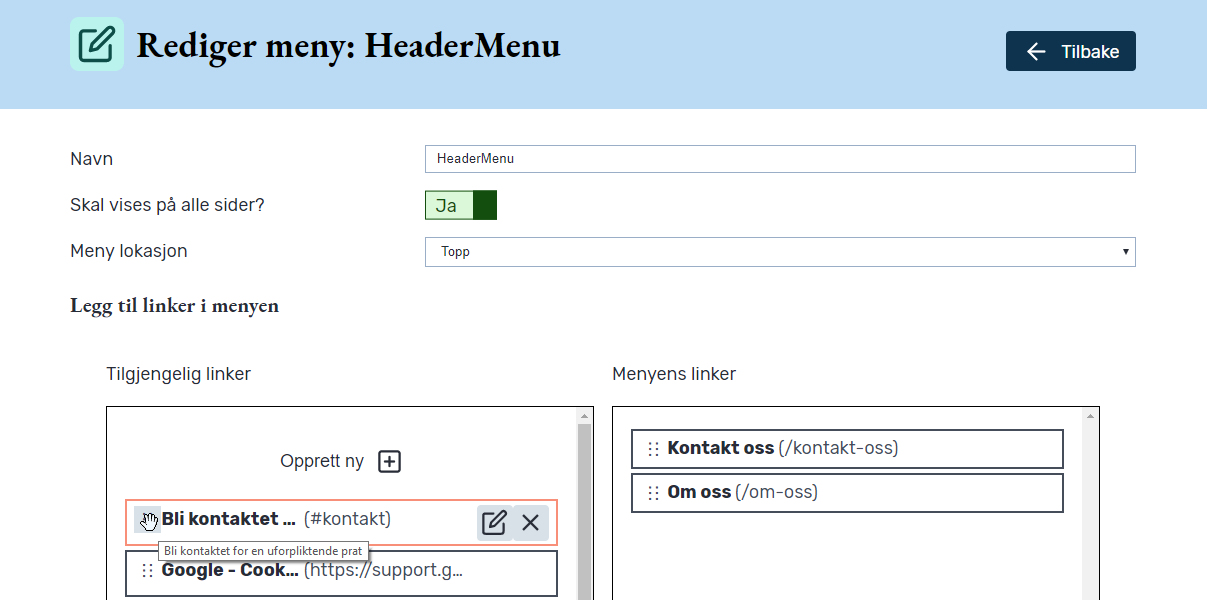 Rediger meny: HeaderMenu
Tilbake
Navn
HeaderMenu
Skal vises på alle sider?
Ja
Meny lokasjon
Topp
Legg til linker i menyen
Tilgjengelig linker
Menyens linker
Opprett ny
Kontakt oss (/kontakt-oss)
Om oss (/om-oss)
Bli kontaktet ... (#kontakt)
Bli kontaktet for en uforpliktende prat
Google - Cook... (https://support.g...